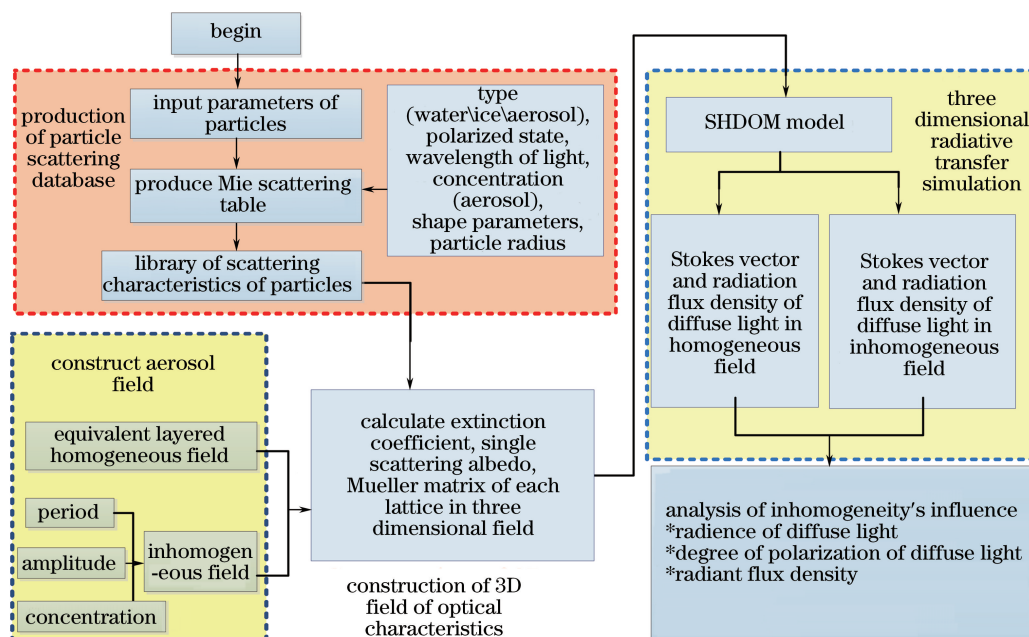 begin
production
of particle
scattering
database
input parameters of
particles
produce Mie scattering
table
library of scattering
characteristics of particles
type
(water\ice\aerosol),
polarized state,
wavelength of light,
concentration
(aerosol),
shape parameters,
particle radius
construct aerosol
field
equivalent layered
homogeneous field
period
amplitude
concentration
inhomogen
-eous field
calculate extinction
coefficient, single
scattering albedo,
Mueller matrix of each
lattice in three
dimensional field
construction of 3D
field of optical
characteristics
SHDOM model
three
dimensional
radiative
transfer
simulation
Stokes vector
and radiation
flux density of
diffuse light in
homogeneous
field
Stokes vector
and radiation
flux density of
diffuse light in
inhomogeneous
field
analysis of inhomogeneity's influence
*radience of diffuse light
*degree of polarization of diffuse light
*radiant flux density